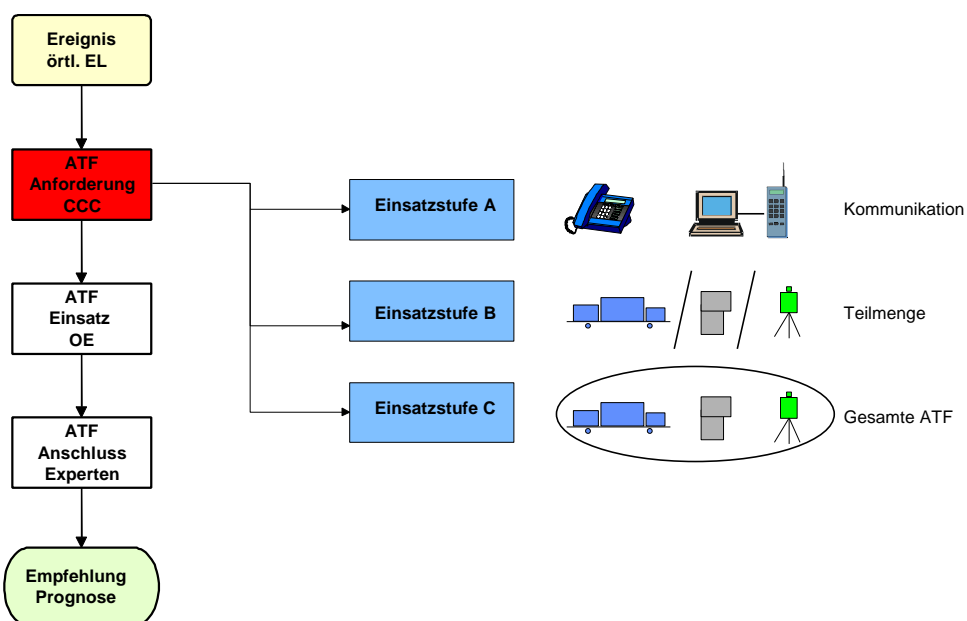 Ereignis
örtl. EL
ATF
Anforderung
CCC
ATF
Einsatz
OE
ATF
Anschluss
Experten
Empfehlung
Prognose
Einsatzstufe A
Kommunikation
Einsatzstufe B
Teilmenge
Einsatzstufe C
Gesamte ATF